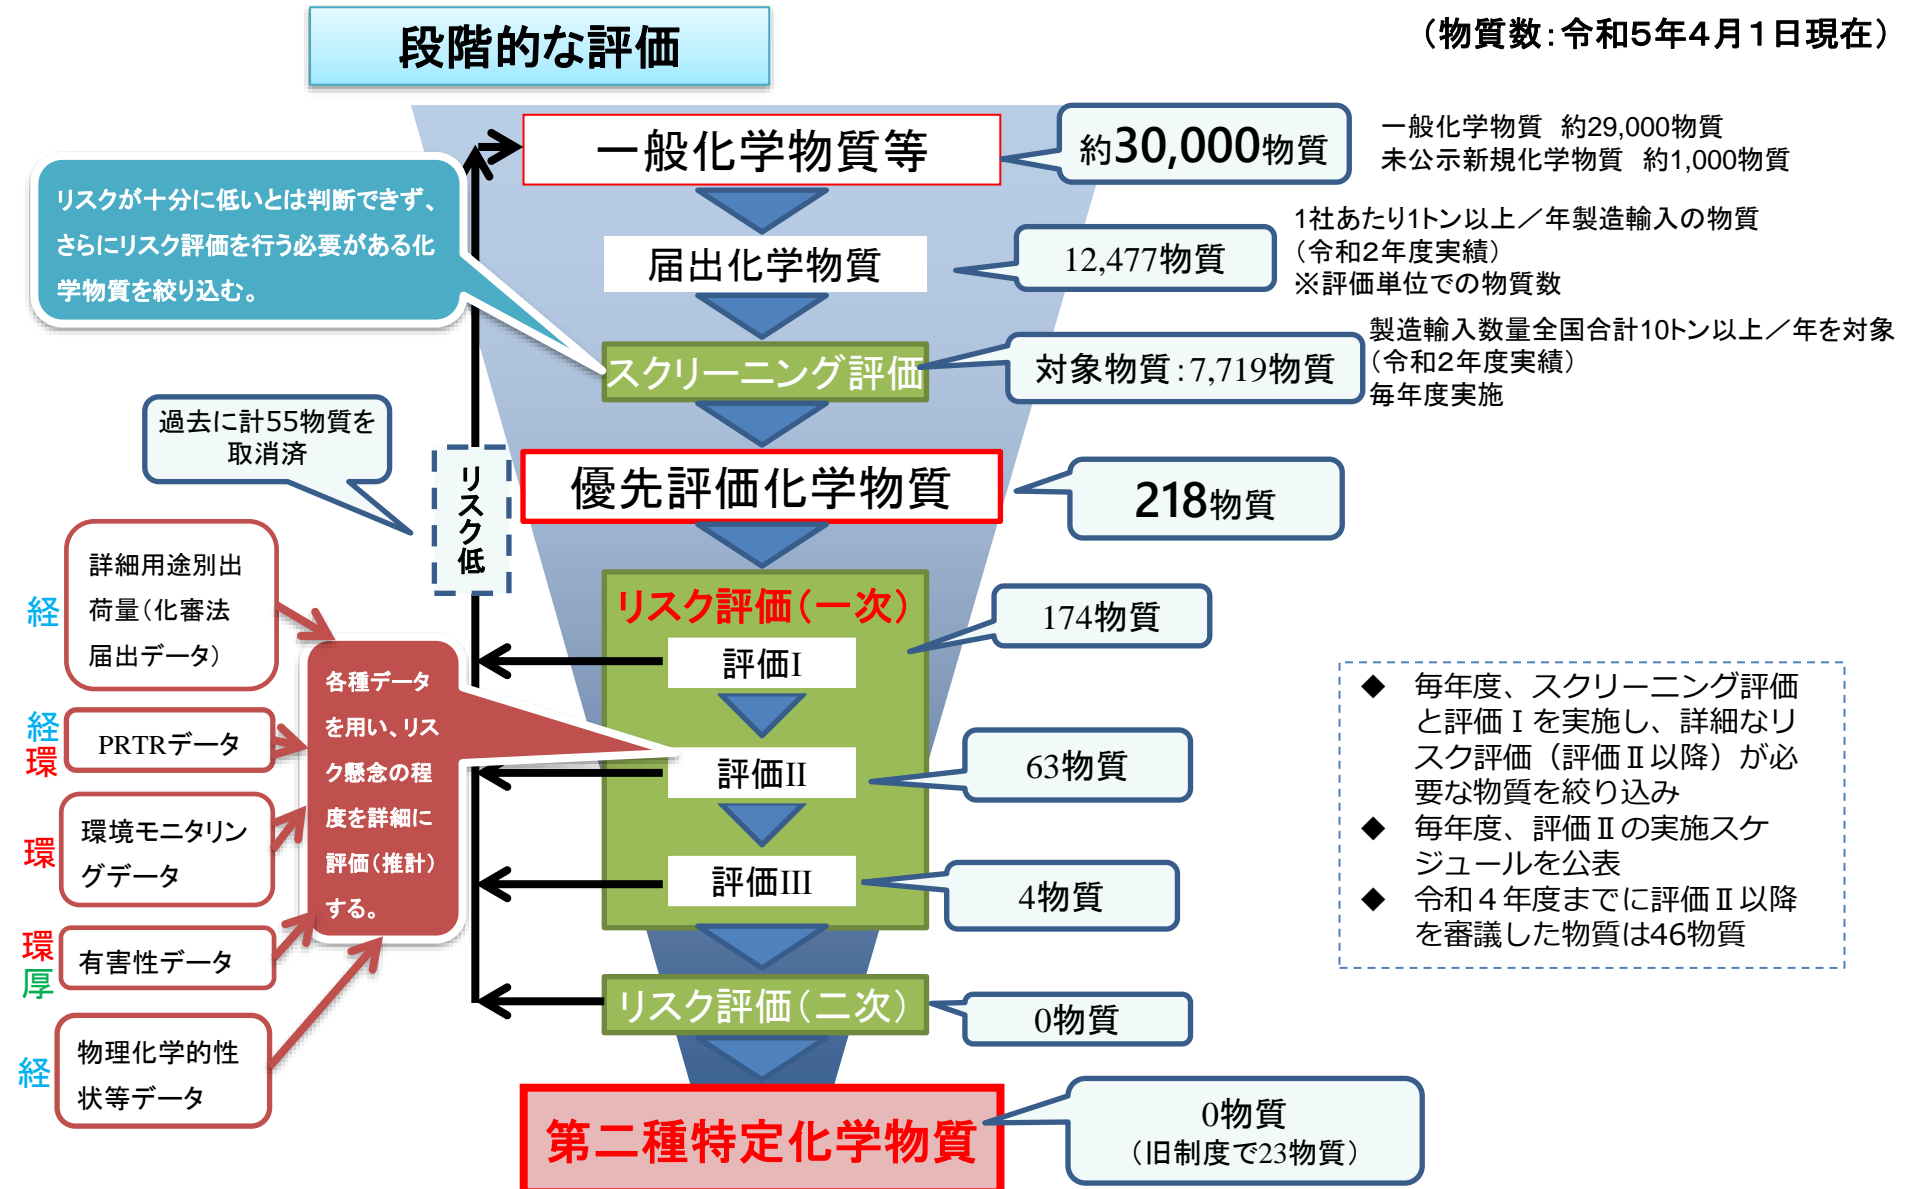 段階的な評価
（物質数：令和5年4月1日現在）
一般化学物質等
約30,000物質
一般化学物質　約29,000物質
未公示新規化学物質　約1,000物質
リスクが十分に低いとは判断できず、
さらにリスク評価を行う必要がある化
学物質を絞り込む。
届出化学物質
12,477物質
1社あたり1トン以上／年製造輸入の物質
（令和2年度実績）
※評価単位での物質数
スクリーニング評価
対象物質：7,719物質
製造輸入数量全国合計10トン以上／年を対象
（令和2年度実績）
毎年度実施
過去に計55物質を
取消済
リスク低
優先評価化学物質
218物質
リスク評価（一次）
174物質
評価I
評価II
63物質
評価III
4物質
リスク評価（二次）
0物質
第二種特定化学物質
0物質
（旧制度で23物質）
経
詳細用途別出
荷量（化審法
届出データ）
経
環
PRTRデータ
環
環境モニタリン
グデータ
環
厚
有害性データ
経
物理化学的性
状等データ
各種データ
を用い、リス
ク懸念の程
度を詳細に
評価（推計）
する。
◆　毎年度、スクリーニング評価
と評価Ⅰを実施し、詳細なリ
スク評価（評価Ⅱ以降）が必
要な物質を絞り込み
◆　毎年度、評価Ⅱの実施スケ
ジュールを公表
◆　令和４年度までに評価Ⅱ以降
を審議した物質は46物質